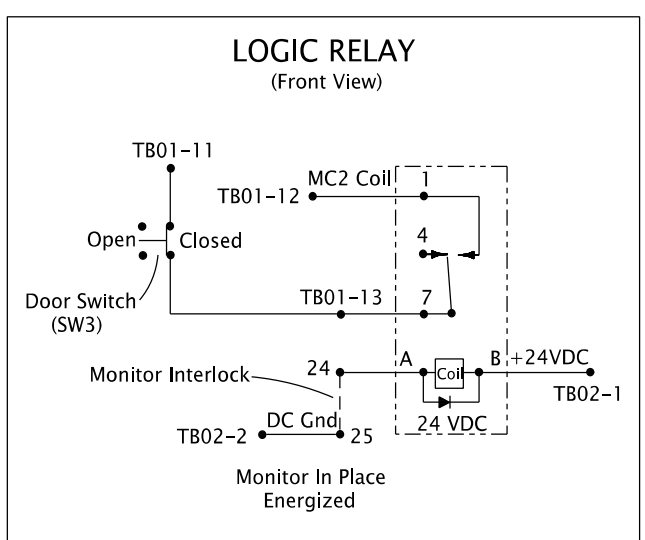 LOGIC RELAY
(Front View)
TB01-11
MC2 Coil
1
TB01-12
4
Open
Closed
Door Switch
(SW3)
TB01-13
7
Monitor Interlock
24
A
Coil
B
+24VDC
TB02-1
24 VDC
DC Gnd
TB02-2
25
Monitor In Place
Energized